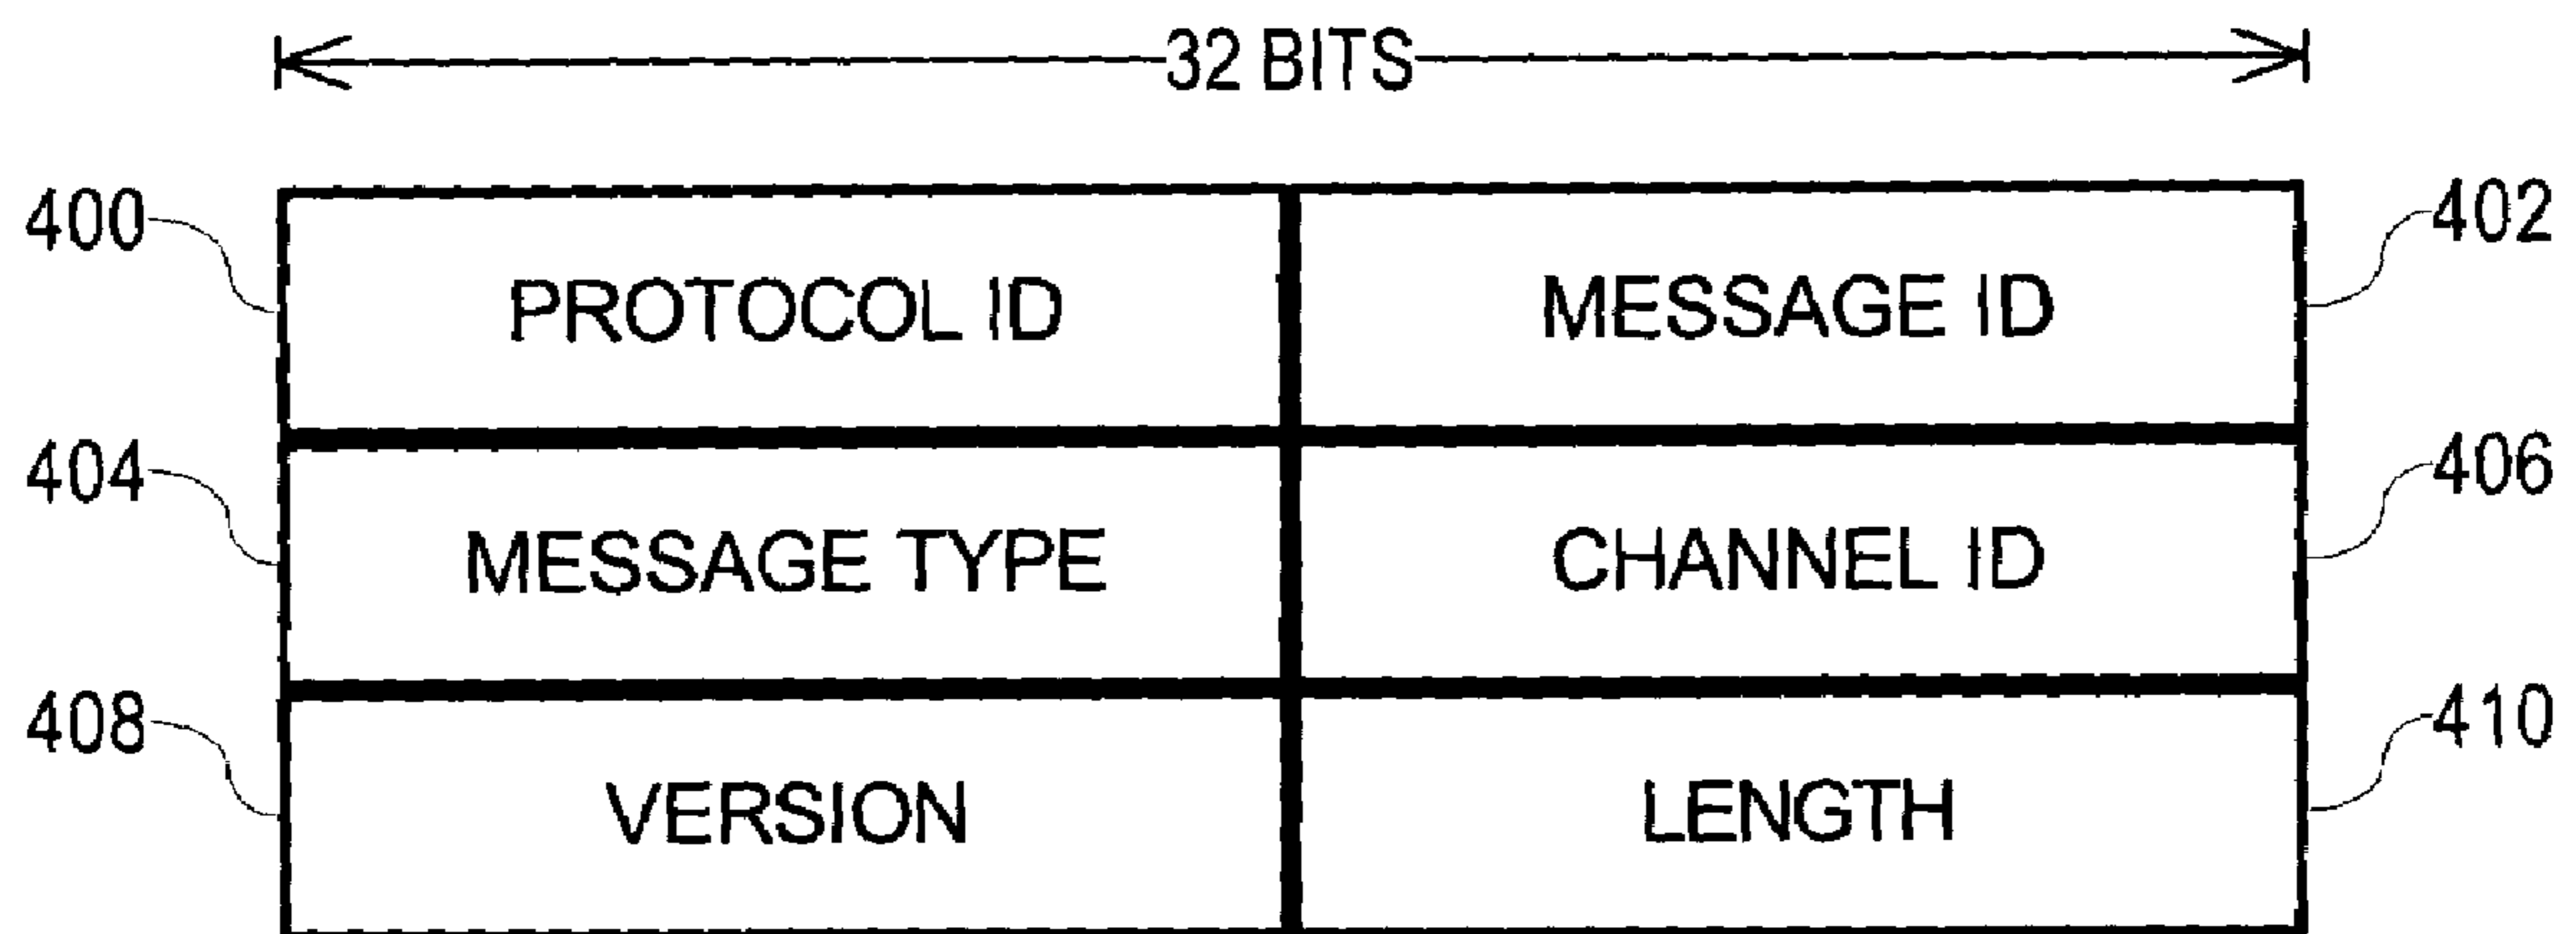 32 BITS
400 PROTOCOL ID MESSAGE ID 402
404 MESSAGE TYPE CHANNEL ID 406
408 VERSION LENGTH 410